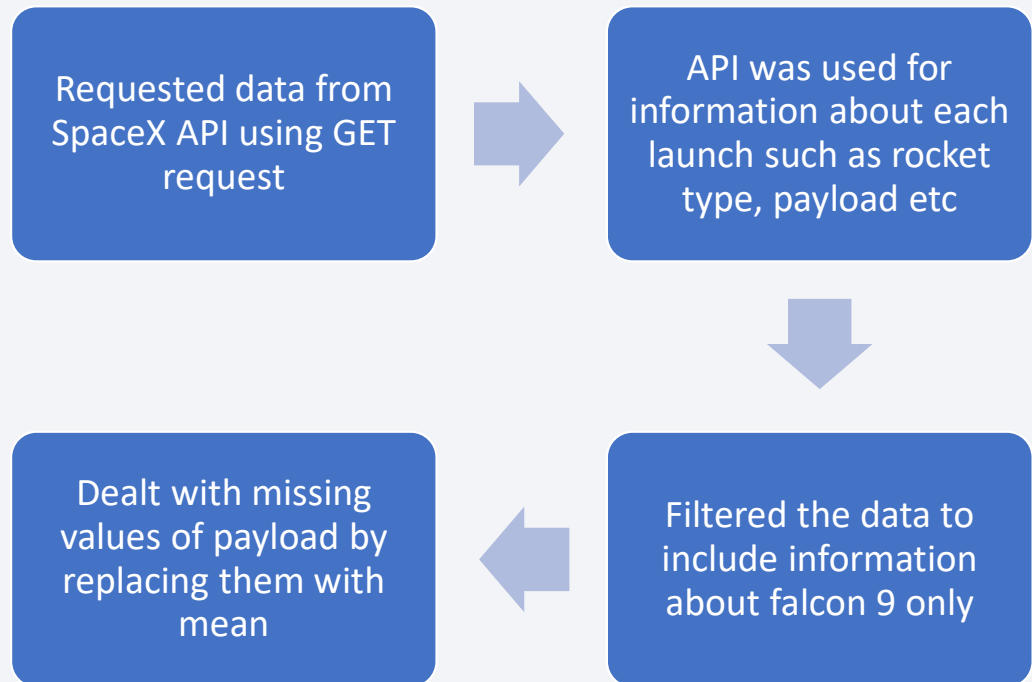 Requested data from
SpaceX API using GET
request
API was used for
information about each
launch such as rocket
type, payload etc
Filtered the data to
include information
about falcon 9 only
Dealt with missing
values of payload by
replacing them with
mean